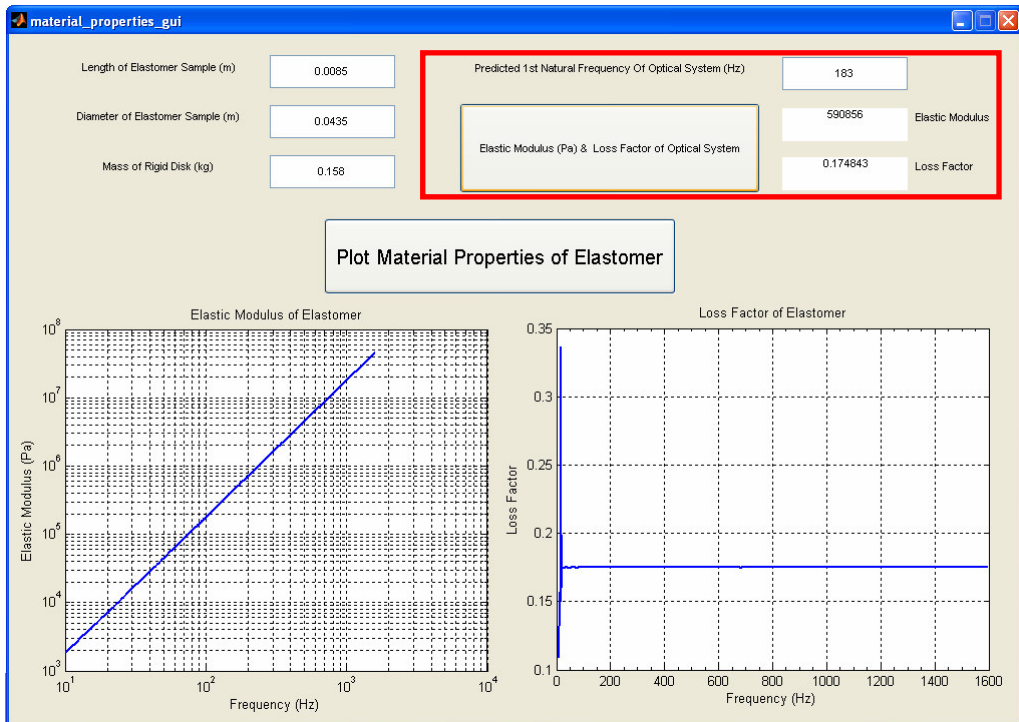 material_properties_gui
Length of Elastomer Sample (m)
0.0085
Diameter of Elastomer Sample (m)
0.0435
Mass of Rigid Disk (kg)
0.158
Predicted 1st Natural Frequency Of Optical System (Hz)
183
Elastic Modulus (Pa) & Loss Factor of Optical System
590856
Elastic Modulus
0.174843
Loss Factor
Plot Material Properties of Elastomer
Elastic Modulus of Elastomer
10^8
10^7
10^6
10^5
10^4
10^3
Elastic Modulus (Pa)
10^1
10^2
10^3
10^4
Frequency (Hz)
Loss Factor of Elastomer
0.35
0.3
0.25
0.2
0.15
0.1
Loss Factor
0
200
400
600
800
1000
1200
1400
1600
Frequency (Hz)